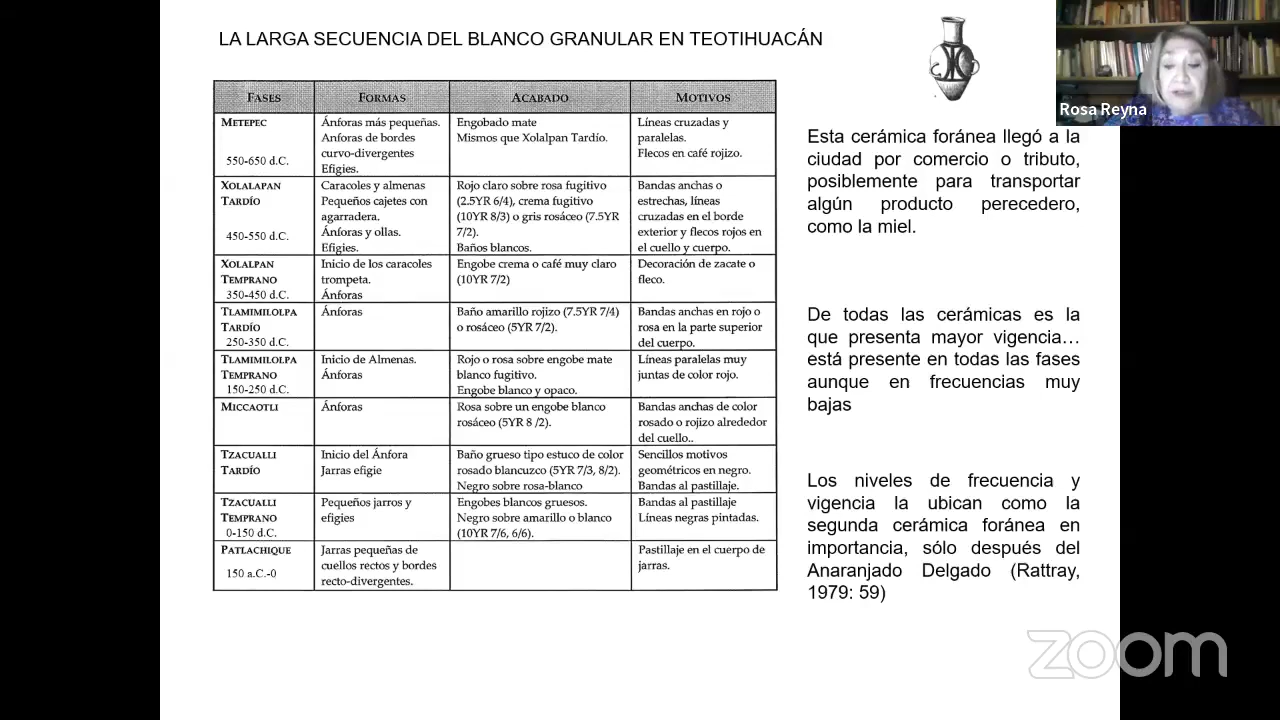 LA LARGA SECUENCIA DEL BLANCO GRANULAR EN TEOTIHUACÁN
Rosa Reyna
FASES FORMAS ACABADO MOTIVOS
METEPEC
550-650 d.C.
Ánforas más pequeñas.
Anforas de bordes
curvo-divergentes
Efigies.
Engobado mate
Mismos que Xolalpan Tardío.
Líneas cruzadas y
paralelas.
Flecos en café rojizo.
XOLALAPAN
TARDÍO
450-550 d.C.
Caracoles y almenas
Pequeños cajetes con
agarradera.
Ánforas y ollas.
Efigies.
Rojo claro sobre rosa fugitivo
(2.5YR 6/4), crema fugitivo
(10YR 8/3) o gris rosáceo (7.5YR
7/2).
Baños blancos.
Bandas anchas o
estrechas, líneas
cruzadas en el borde
exterior y flecos rojos en
el cuello y cuerpo.
XOLALPAN
TEMPRANO
350-450 d.C.
Inicio de los caracoles
trompeta.
Ánforas
Engobe crema o café muy claro
(10YR 7/2)
Decoración de zacate o
fleco.
TLAMIMILOLPA
TARDÍO
250-350 d.C.
Ánforas
Baño amarillo rojizo (7.5YR 7/4)
o rosáceo (5YR 7/2).
Bandas anchas en rojo o
rosa en la parte superior
del cuerpo.
TLAMIMILOLPA
TEMPRANO
150-250 d.C.
Inicio de Almenas.
Ánforas
Rojo o rosa sobre engobe mate
blanco fugitivo.
Engobe blanco y opaco.
Líneas paralelas muy
juntas de color rojo.
MICCAOTLI
Ánforas
Rosa sobre un engobe blanco
rosáceo (5YR 8 /2).
Bandas anchas de color
rosado o rojizo alrededor
del cuello..
TZACUALLI
TARDÍO
Inicio del Ánfora
Jarras efigie
Baño grueso tipo estuco de color
rosado blancuzco (5YR 7/3, 8/2).
Negro sobre rosa-blanco
Sencillos motivos
geométricos en negro.
Bandas al pastillaje.
TZACUALLI
TEMPRANO
0-150 d.C.
Pequeños jarros y
efigies
Engobes blancos gruesos.
Negro sobre amarillo o blanco
(10YR 7/6, 6/6).
Bandas al pastillaje
Líneas negras pintadas.
PATLACHIQUE
150 a.C.-0
Jarras pequeñas de
cuellos rectos y bordes
recto-divergentes.
Pastillaje en el cuerpo de
jarras.
Esta cerámica foránea llegó a la
ciudad por comercio o tributo,
posiblemente para transportar
algún producto perecedero,
como la miel.
De todas las cerámicas es la
que presenta mayor vigencia…
está presente en todas las fases
aunque en frecuencias muy
bajas
Los niveles de frecuencia y
vigencia la ubican como la
segunda cerámica foránea en
importancia, sólo después del
Anaranjado Delgado (Rattray,
1979: 59)
zoom